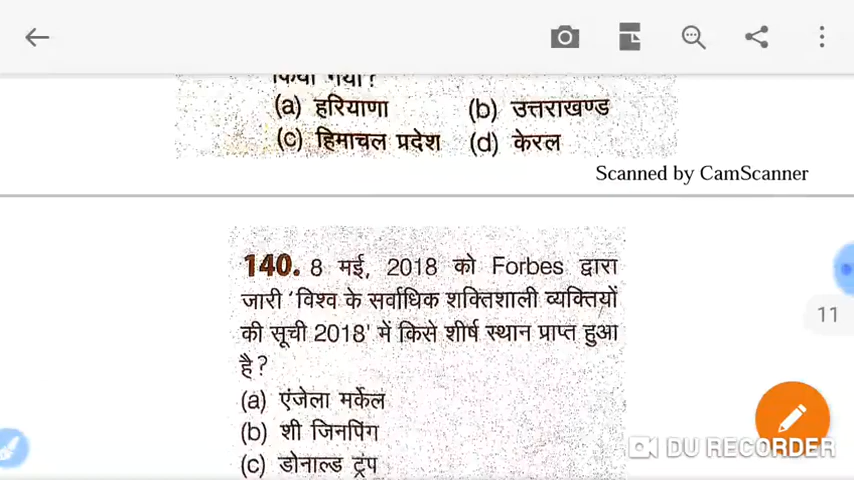 किया गया?
(a) हरियाणा (b) उत्तराखण्ड
(c) हिमाचल प्रदेश (d) केरल
Scanned by CamScanner
140. 8 मई, 2018 को Forbes द्वारा
जारी 'विश्व के सर्वाधिक शक्तिशाली व्यक्तियों
की सूची 2018' में किसे शीर्ष स्थान प्राप्त हुआ
है?
(a) एंजेला मर्केल
(b) शी जिनपिंग
(c) डोनाल्ड ट्रंप
11
DU RECORDER